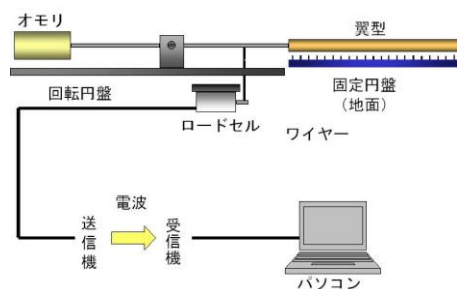 オモリ
翼型
回転円盤
固定円盤
（地面）
ロードセル
ワイヤー
電波
送信機
受信機
パソコン